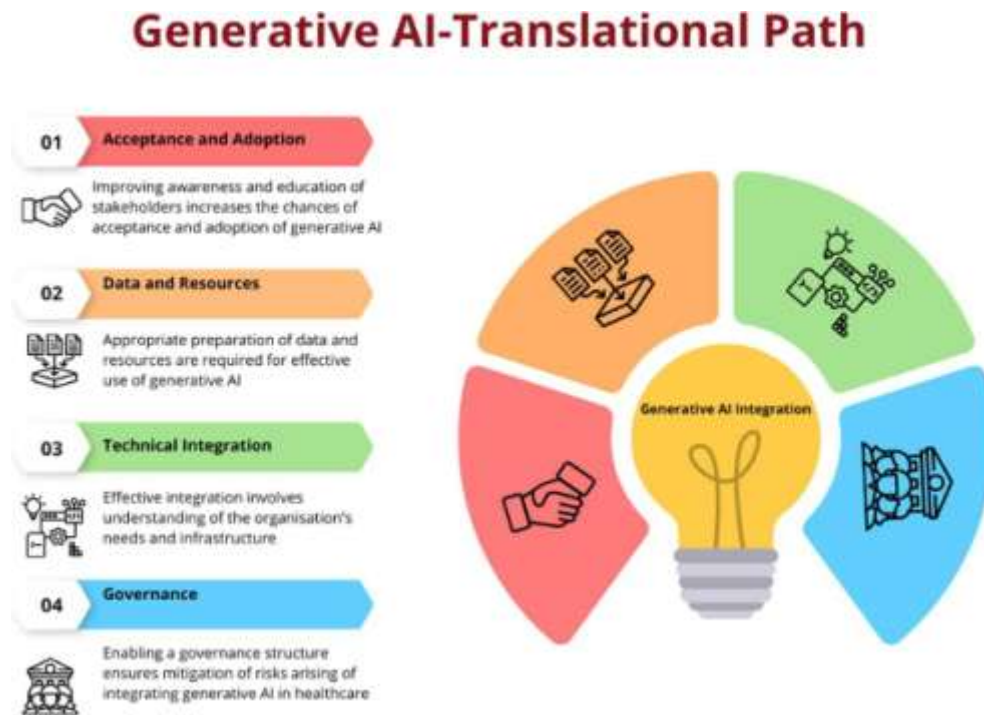 Generative AI-Translational Path
01
Acceptance and Adoption
Improving awareness and education of
stakeholders increases the chances of
acceptance and adoption of generative AI
02
Data and Resources
Appropriate preparation of data and
resources are required for effective
use of generative AI
03
Technical Integration
Effective integration involves
understanding of the organisation's
needs and infrastructure
04
Governance
Enabling a governance structure
ensures mitigation of risks arising of
integrating generative AI in healthcare
Generative AI Integration